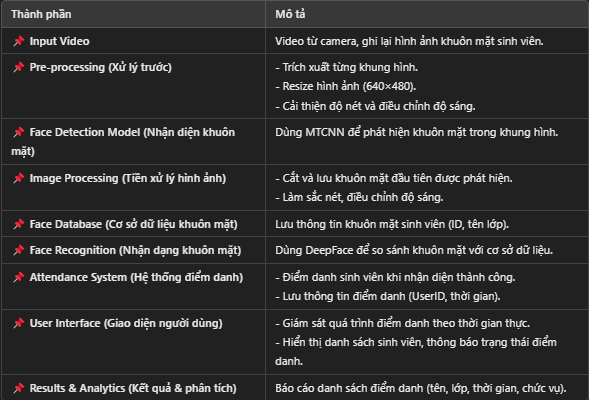 Thành phần
Mô tả
📌 Input Video
Video từ camera, ghi lại hình ảnh khuôn mặt sinh viên.
📌 Pre-processing (Xử lý trước)
- Trích xuất từng khung hình.
- Resize hình ảnh (640×480).
- Cải thiện độ nét và điều chỉnh độ sáng.
📌 Face Detection Model (Nhận diện khuôn
mặt)
Dùng MTCNN để phát hiện khuôn mặt trong khung hình.
📌 Image Processing (Tiền xử lý hình ảnh)
- Cắt và lưu khuôn mặt đầu tiên được phát hiện.
- Làm sắc nét, điều chỉnh độ sáng.
📌 Face Database (Cơ sở dữ liệu khuôn mặt)
Lưu thông tin khuôn mặt sinh viên (ID, tên lớp).
📌 Face Recognition (Nhận dạng khuôn mặt)
Dùng DeepFace để so sánh khuôn mặt với cơ sở dữ liệu.
📌 Attendance System (Hệ thống điểm danh)
- Điểm danh sinh viên khi nhận diện thành công.
- Lưu thông tin điểm danh (UserID, thời gian).
📌 User Interface (Giao diện người dùng)
- Giám sát quá trình điểm danh theo thời gian thực.
- Hiển thị danh sách sinh viên, thông báo trạng thái điểm
danh.
📌 Results & Analytics (Kết quả & phân tích)
Báo cáo danh sách điểm danh (tên, lớp, thời gian, chức vụ).